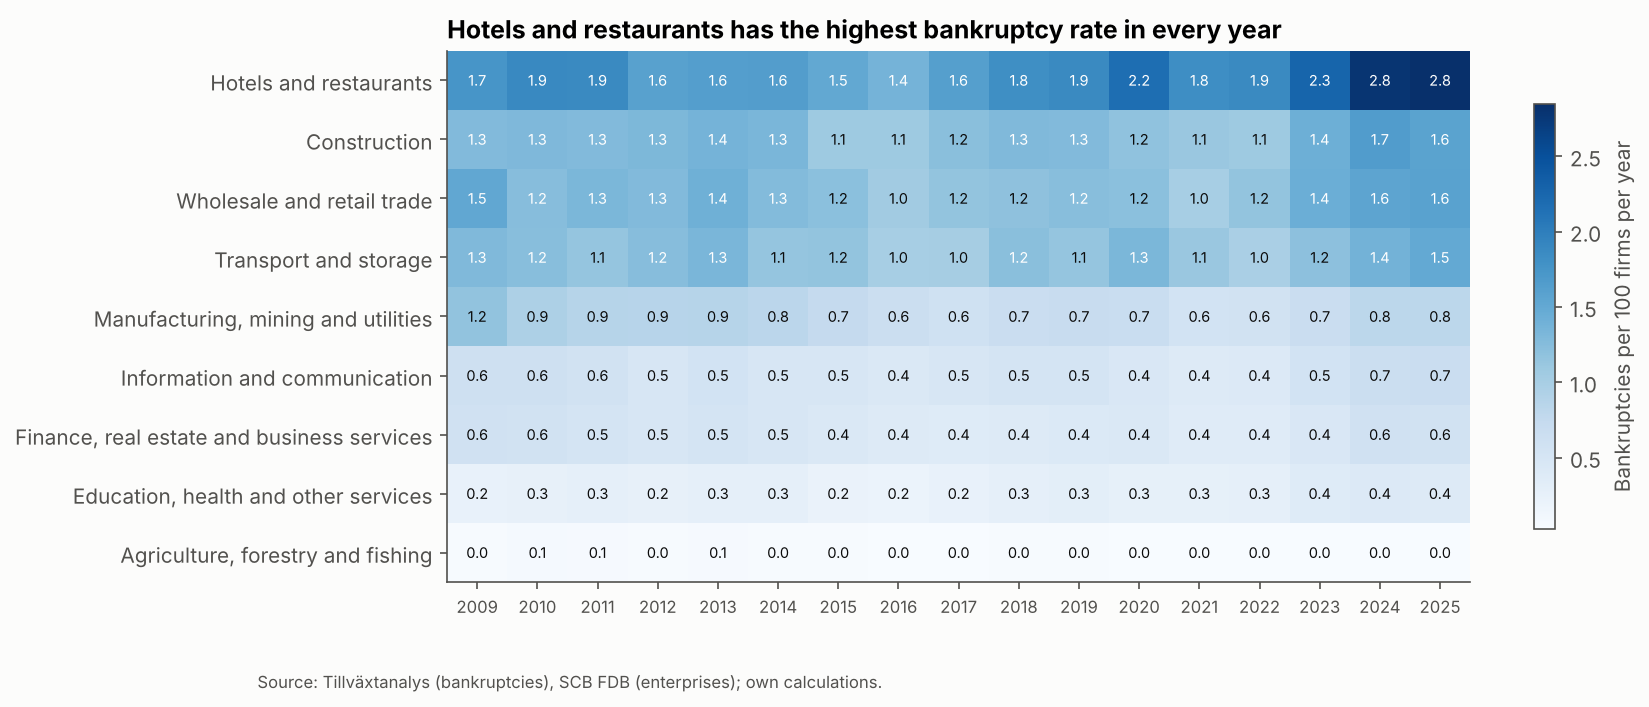 Hotels and restaurants has the highest bankruptcy rate in every year
Hotels and restaurants 1.7 1.9 1.9 1.6 1.6 1.6 1.5 1.4 1.6 1.8 1.9 2.2 1.8 1.9 2.3 2.8 2.8
Construction 1.3 1.3 1.3 1.3 1.4 1.3 1.1 1.1 1.2 1.3 1.3 1.2 1.1 1.1 1.4 1.7 1.6
Wholesale and retail trade 1.5 1.2 1.3 1.3 1.4 1.3 1.2 1.0 1.2 1.2 1.2 1.2 1.0 1.2 1.4 1.6 1.6
Transport and storage 1.3 1.2 1.1 1.2 1.3 1.1 1.2 1.0 1.0 1.2 1.1 1.3 1.1 1.0 1.2 1.4 1.5
Manufacturing, mining and utilities 1.2 0.9 0.9 0.9 0.9 0.8 0.7 0.6 0.6 0.7 0.7 0.7 0.6 0.6 0.7 0.8 0.8
Information and communication 0.6 0.6 0.6 0.5 0.5 0.5 0.5 0.4 0.5 0.5 0.5 0.4 0.4 0.4 0.5 0.7 0.7
Finance, real estate and business services 0.6 0.6 0.5 0.5 0.5 0.5 0.4 0.4 0.4 0.4 0.4 0.4 0.4 0.4 0.4 0.6 0.6
Education, health and other services 0.2 0.3 0.3 0.2 0.3 0.3 0.2 0.2 0.2 0.3 0.3 0.3 0.3 0.3 0.4 0.4 0.4
Agriculture, forestry and fishing 0.0 0.1 0.1 0.0 0.1 0.0 0.0 0.0 0.0 0.0 0.0 0.0 0.0 0.0 0.0 0.0 0.0
2009 2010 2011 2012 2013 2014 2015 2016 2017 2018 2019 2020 2021 2022 2023 2024 2025
2.5
2.0
1.5
1.0
0.5
Bankruptcies per 100 firms per year
Source: Tillväxtanalys (bankruptcies), SCB FDB (enterprises); own calculations.